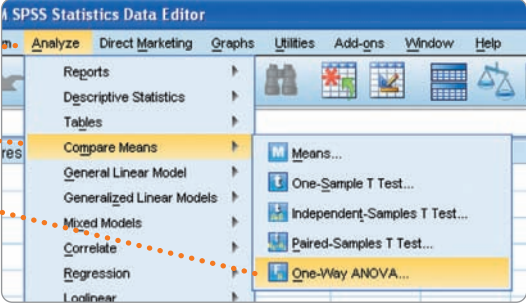 M SPSS Statistics Data Editor
m Analyze Direct Marketing Graphs Utilities Add-ons Window Help
Reports
Descriptive Statistics
Tables
res Compare Means
M Means...
General Linear Model
t One-Sample T Test...
Generalized Linear Models
Independent-Samples T Test...
Mixed Models
Correlate
Paired-Samples T Test...
Regression
One-Way ANOVA...
Loglinear